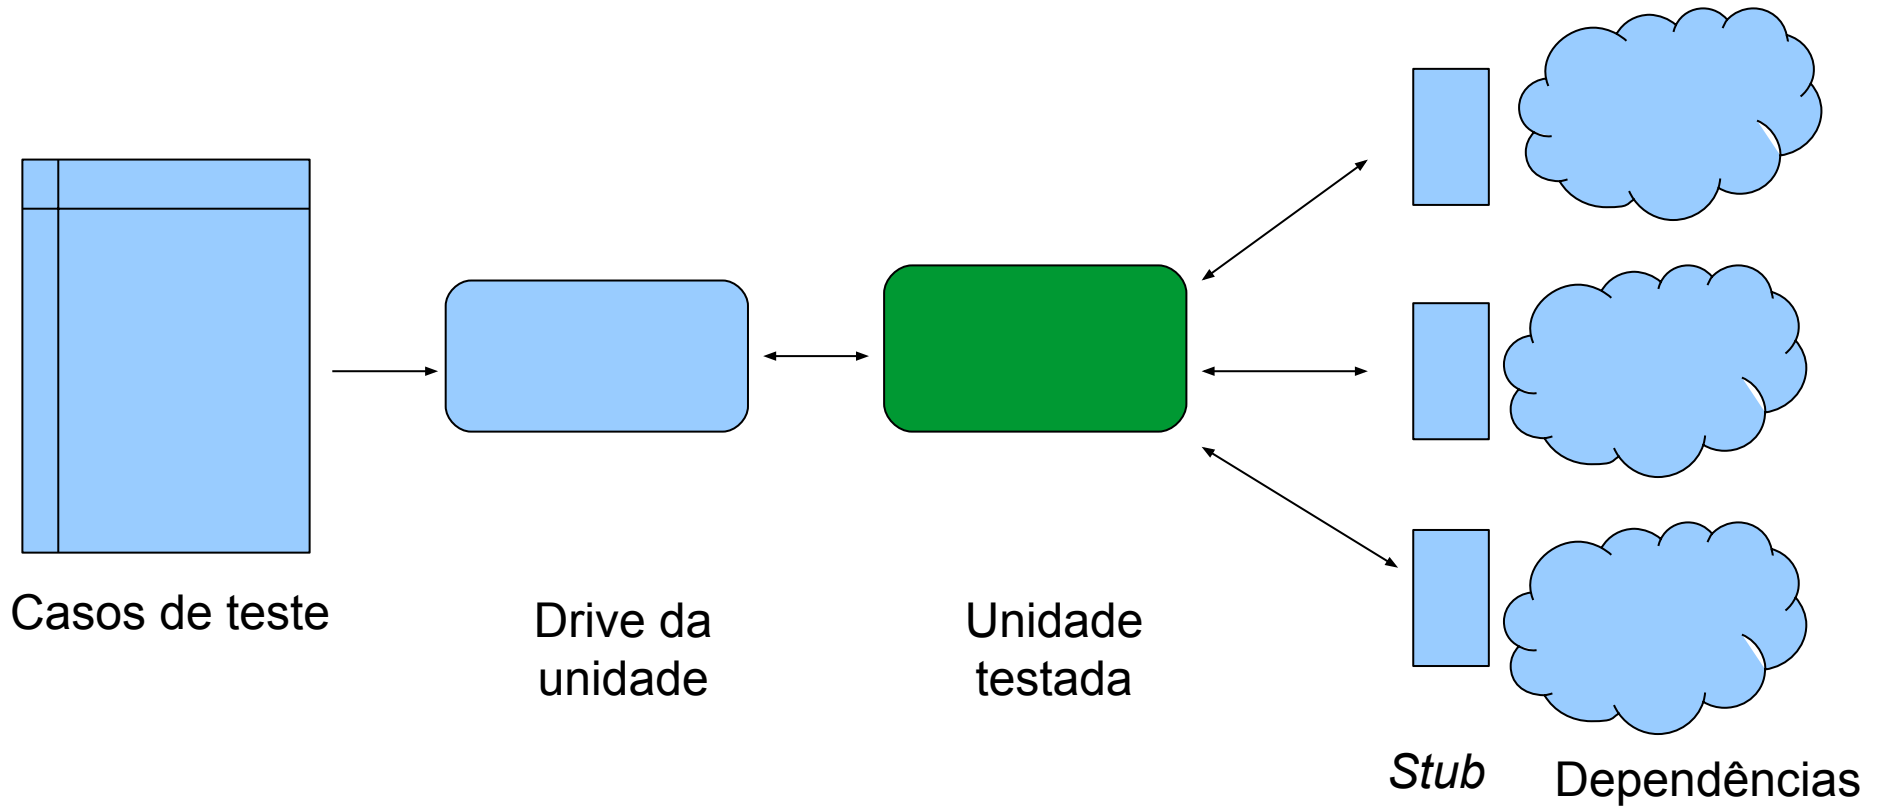 Casos de teste
Drive da
unidade
Unidade
testada
Stub
Dependências